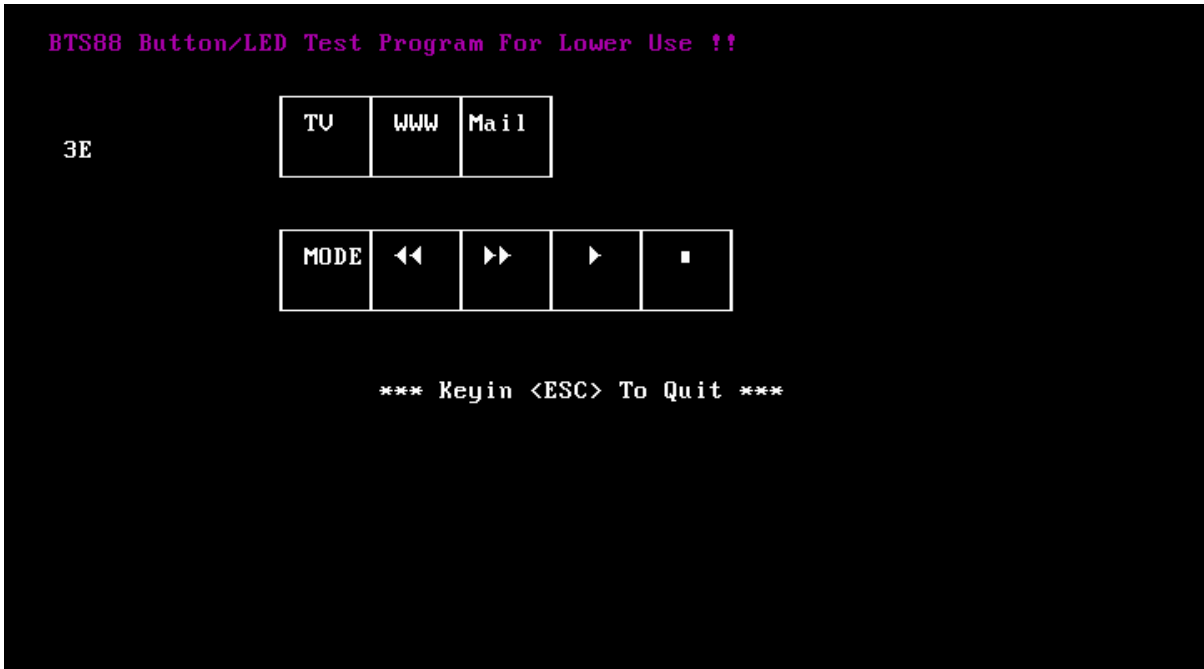 BTS88 Button/LED Test Program For Lower Use !!
TV WWW Mail
3E
MODE ◄◄ ►► ► ■
*** Keyin <ESC> To Quit ***